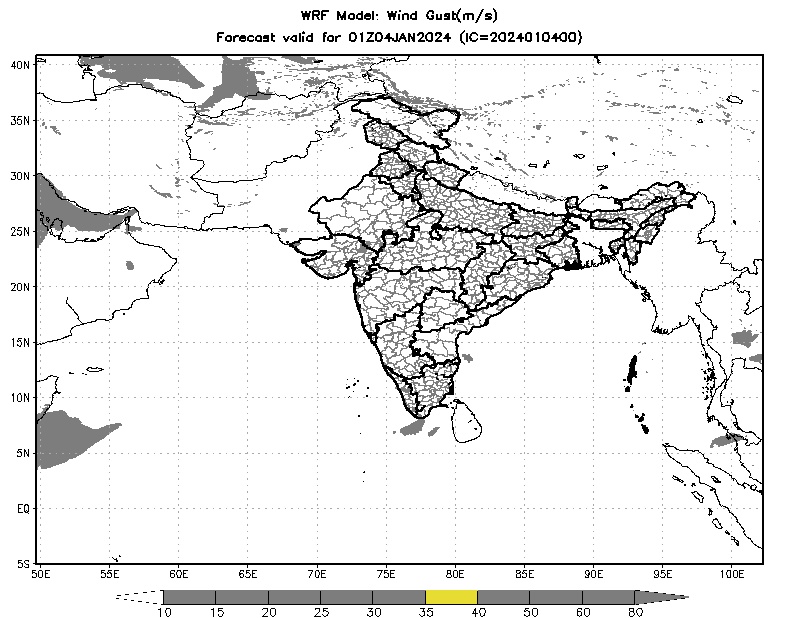 WRF Model: Wind Gust(m/s)
Forecast valid for 01Z04JAN2024 (IC=2024010400)
40N
35N
30N
25N
20N
15N
10N
5N
EQ
5S
50E 55E 60E 65E 70E 75E 80E 85E 90E 95E 100E
10 15 20 25 30 35 40 50 60 80